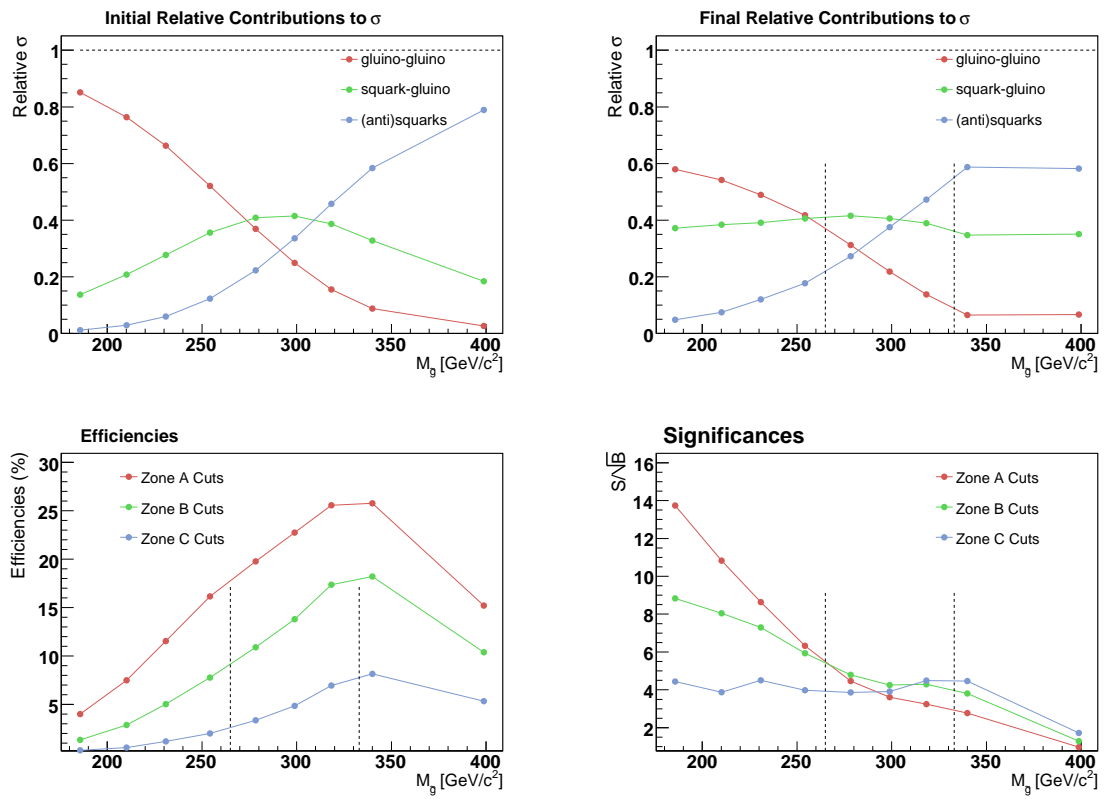 Initial Relative Contributions to σ
Relative σ
1
0.8
0.6
0.4
0.2
0
gluino-gluino
squark-gluino
(anti)squarks
200 250 300 350 400
M_g̃ [GeV/c²]
Final Relative Contributions to σ
Relative σ
1
0.8
0.6
0.4
0.2
0
gluino-gluino
squark-gluino
(anti)squarks
200 250 300 350 400
M_g̃ [GeV/c²]
Efficiencies
Efficiencies (%)
30
25
20
15
10
5
Zone A Cuts
Zone B Cuts
Zone C Cuts
200 250 300 350 400
M_g̃ [GeV/c²]
Significances
S/√B
16
14
12
10
8
6
4
2
Zone A Cuts
Zone B Cuts
Zone C Cuts
200 250 300 350 400
M_g̃ [GeV/c²]